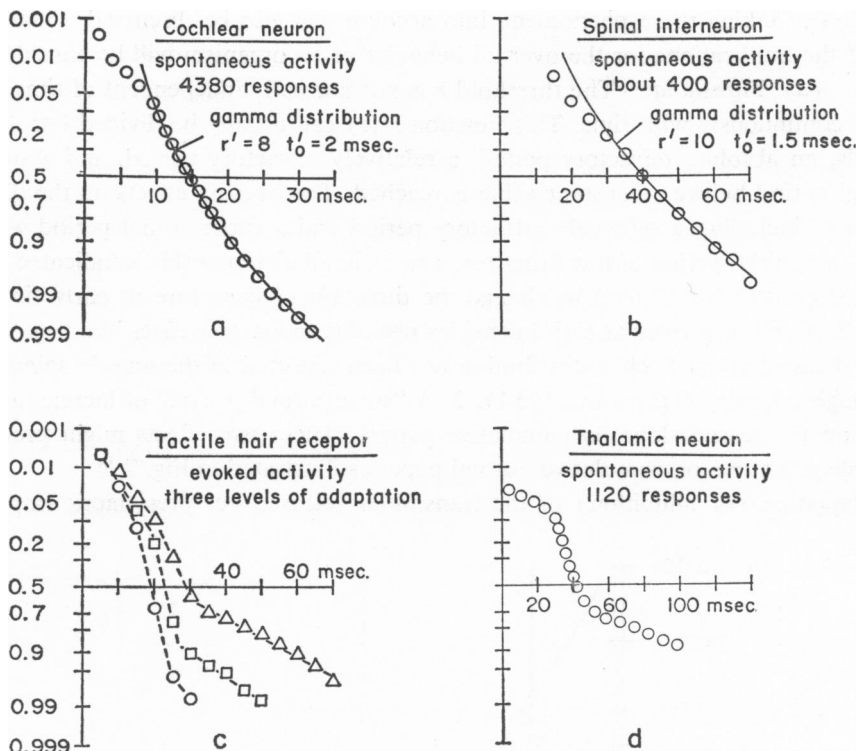 0.001
0.01
0.05
0.2
0.5
0.7
0.9
0.99
0.999
Cochlear neuron
spontaneous activity
4380 responses
gamma distribution
r'=8 t₀'=2 msec.
10 20 30 msec.
a
Spinal interneuron
spontaneous activity
about 400 responses
gamma distribution
r'=10 t₀'=1.5 msec.
20 40 60 msec.
b
0.001
0.01
0.05
0.2
0.5
0.7
0.9
0.99
0.999
Tactile hair receptor
evoked activity
three levels of adaptation
40 60 msec.
c
Thalamic neuron
spontaneous activity
1120 responses
20 60 100 msec.
d